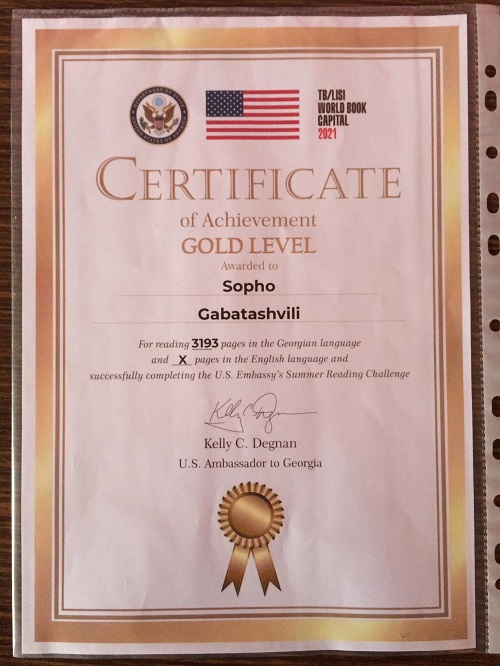 TB/LISI
WORLD BOOK
CAPITAL
2021
CERTIFICATE
of Achievement
GOLD LEVEL
Awarded to
Sopho
Gabatashvili
For reading 3193 pages in the Georgian language
and X pages in the English language and
successfully completing the U.S. Embassy's Summer Reading Challenge
Kelly C. Degnan
Kelly C. Degnan
U.S. Ambassador to Georgia